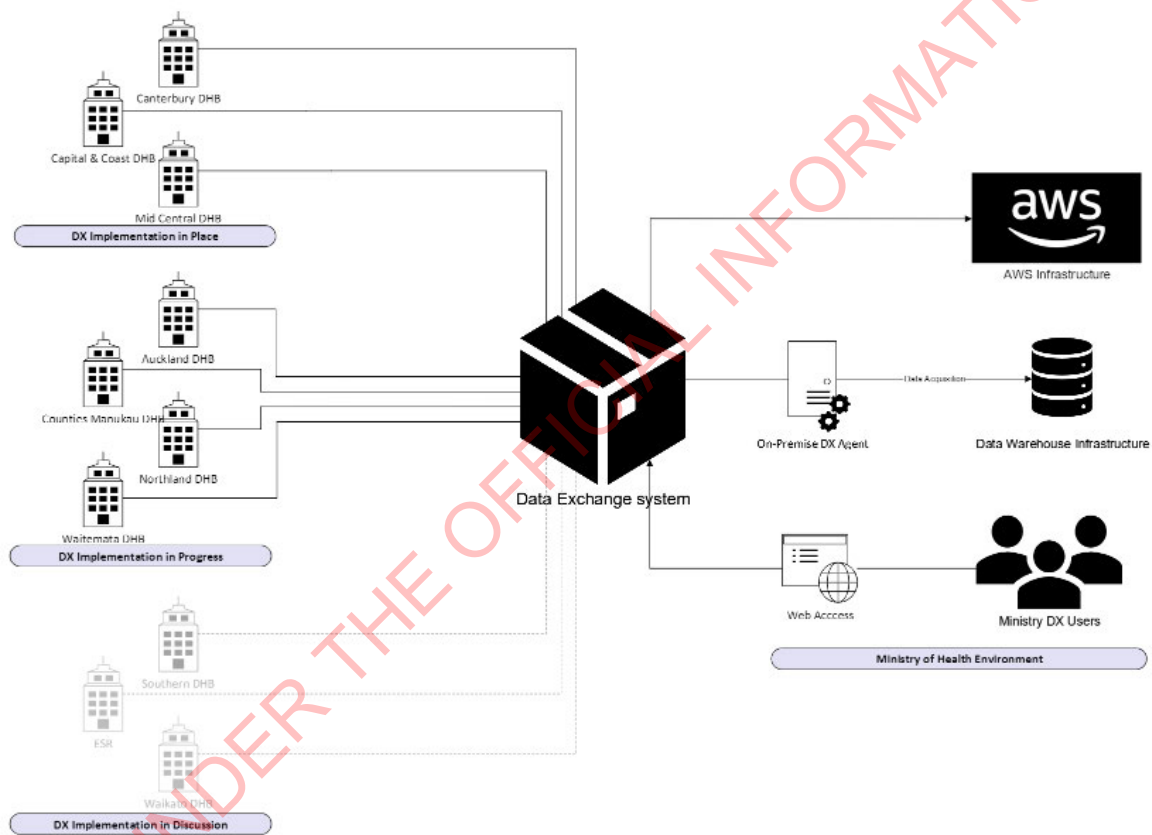 Canterbury DHB
Capital & Coast DHB
Mid Central DHB
DX Implementation in Place
Auckland DHB
Counties Manukau DHB
Northland DHB
Waitemata DHB
DX Implementation in Progress
Southern DHB
ESR
Waikato DHB
DX Implementation in Discussion
Data Exchange system
aws
AWS Infrastructure
On-Premise DX Agent
Data Acquistion
Data Warehouse Infrastructure
Web Acccess
Ministry DX Users
Ministry of Health Environment
UNDER THE OFFICIAL INFORMATIO